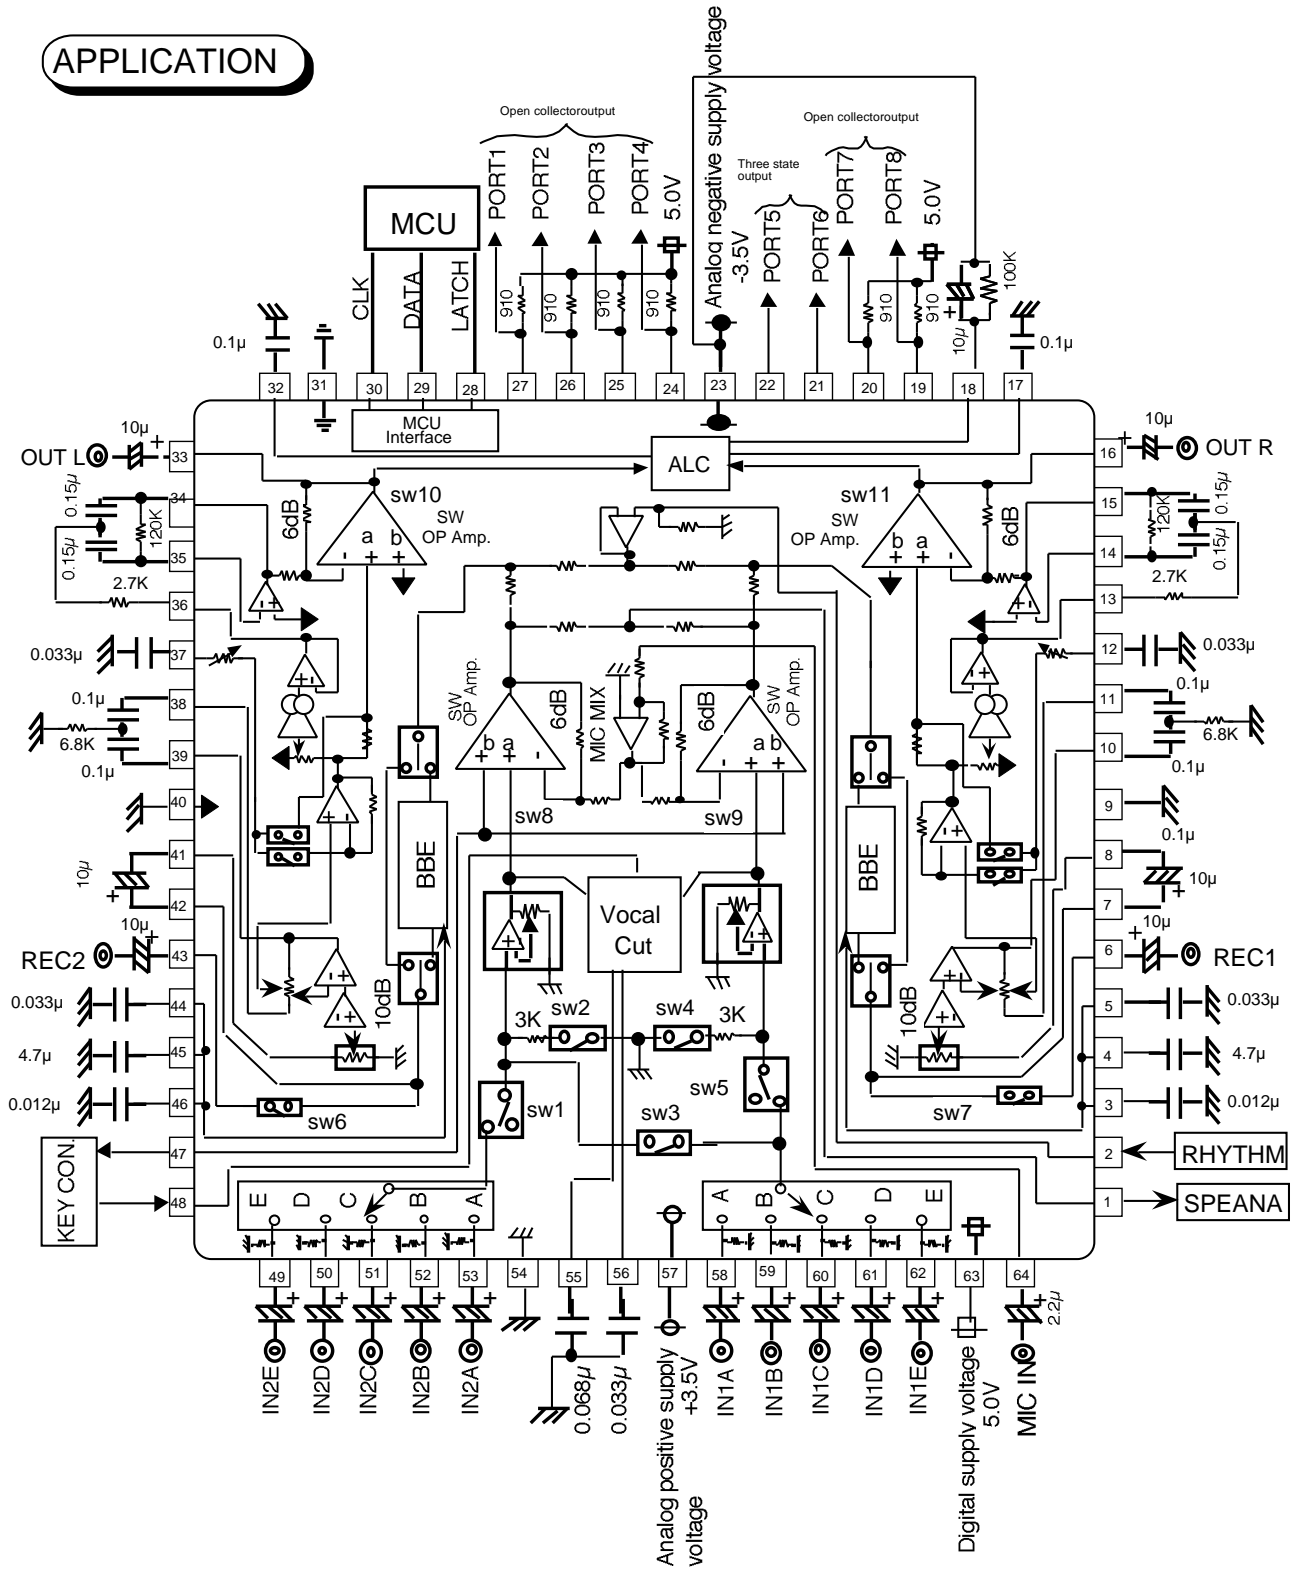 APPLICATION
Open collectoroutput
Open collectoroutput
Three state
output
PORT1
PORT2
PORT3
PORT4
5.0V
Analog negative supply voltage
-3.5V
PORT5
PORT6
PORT7
PORT8
5.0V
MCU
CLK
DATA
LATCH
910
910
910
910
910
910
10µ
+
100K
0.1µ
0.1µ
32
31
30
29
28
27
26
25
24
23
22
21
20
19
18
17
MCU
Interface
ALC
OUT L
10µ
+
33
16
10µ
+
OUT R
0.15µ
0.15µ
120K
2.7K
34
35
36
15
14
13
120K
0.15µ
0.15µ
2.7K
6dB
sw10
SW
OP Amp.
a
b
-
+
+
sw11
SW
OP Amp.
b
a
+
+
-
6dB
0.033µ
37
12
0.033µ
0.1µ
6.8K
0.1µ
38
39
11
10
0.1µ
6.8K
0.1µ
SW
OP Amp.
6dB
MIC MIX
6dB
SW
OP Amp.
b
a
+
+
-
a
b
-
+
+
sw8
sw9
40
9
0.1µ
10µ
+
41
42
8
7
10µ
+
BBE
BBE
Vocal
Cut
REC2
10µ
+
43
6
10µ
+
REC1
10dB
10dB
0.033µ
44
5
0.033µ
3K
sw2
sw4
3K
4.7µ
45
4
4.7µ
0.012µ
46
3
0.012µ
sw6
sw1
sw3
sw5
sw7
KEY CON.
47
48
2
RHYTHM
1
SPEANA
E
D
C
B
A
A
B
C
D
E
49
50
51
52
53
54
55
56
57
58
59
60
61
62
63
64
+
+
+
+
+
+
+
+
+
+
+
2.2µ
IN2E
IN2D
IN2C
IN2B
IN2A
0.068µ
0.033µ
Analog positive supply
voltage
+3.5V
IN1A
IN1B
IN1C
IN1D
IN1E
Digital supply voltage
5.0V
MIC IN